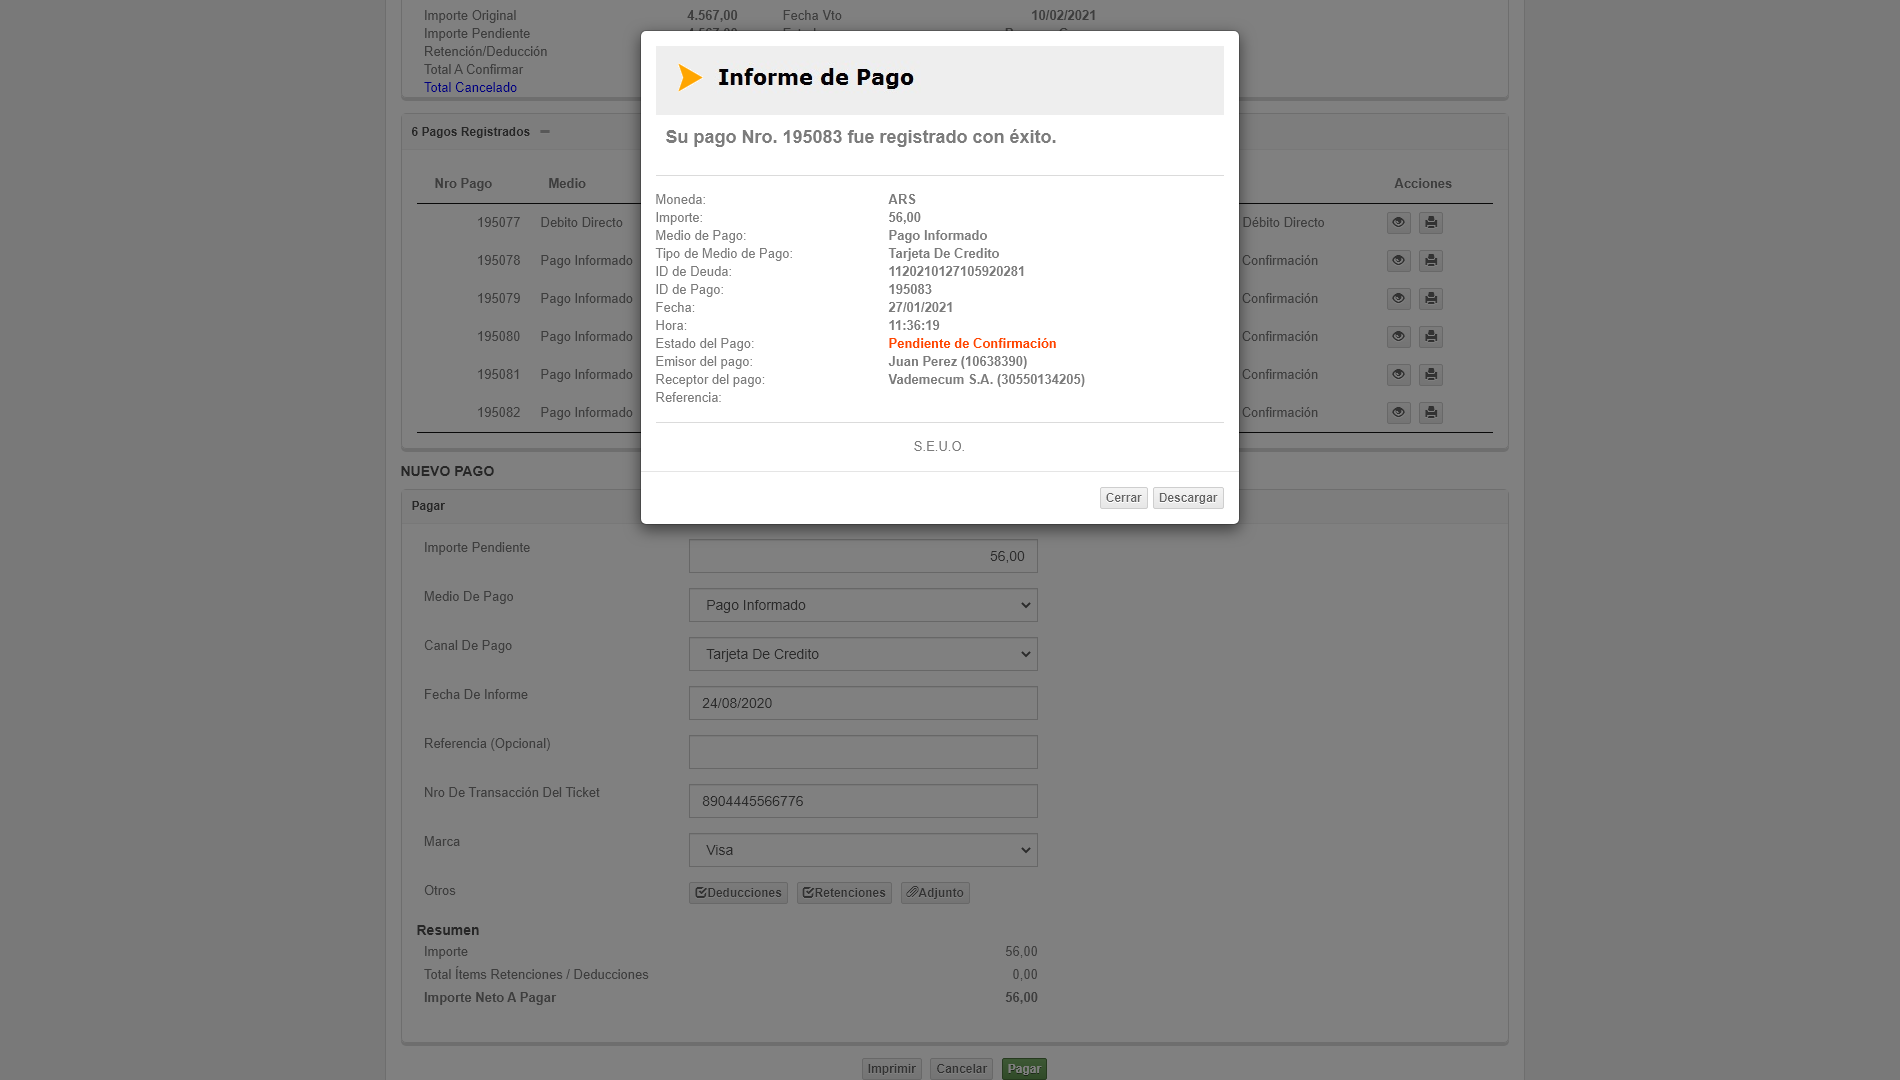 Importe Original 4.567,00 Fecha Vto 10/02/2021
Importe Pendiente
Retención/Deducción
Total A Confirmar
Total Cancelado
Informe de Pago
Su pago Nro. 195083 fue registrado con éxito.
Moneda: ARS
Importe: 56,00
Medio de Pago: Pago Informado
Tipo de Medio de Pago: Tarjeta De Credito
ID de Deuda: 1120210127105920281
ID de Pago: 195083
Fecha: 27/01/2021
Hora: 11:36:19
Estado del Pago: Pendiente de Confirmación
Emisor del pago: Juan Perez (10638390)
Receptor del pago: Vademecum S.A. (30550134205)
Referencia:
S.E.U.O.
Cerrar Descargar
6 Pagos Registrados
Nro Pago Medio Acciones
195077 Debito Directo Débito Directo
195078 Pago Informado Confirmación
195079 Pago Informado Confirmación
195080 Pago Informado Confirmación
195081 Pago Informado Confirmación
195082 Pago Informado Confirmación
NUEVO PAGO
Pagar
Importe Pendiente 56,00
Medio De Pago Pago Informado
Canal De Pago Tarjeta De Credito
Fecha De Informe 24/08/2020
Referencia (Opcional)
Nro De Transacción Del Ticket 8904445566776
Marca Visa
Otros Deducciones Retenciones Adjunto
Resumen
Importe 56,00
Total Ítems Retenciones / Deducciones 0,00
Importe Neto A Pagar 56,00
Imprimir Cancelar Pagar